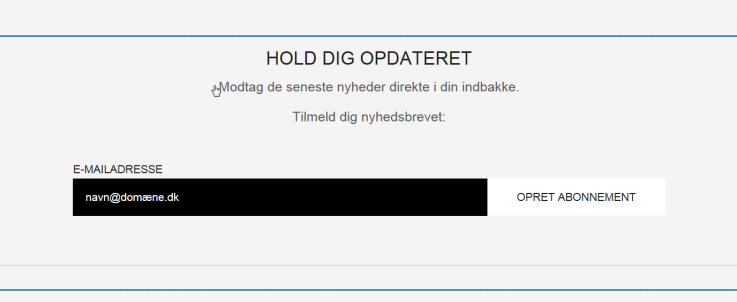 HOLD DIG OPDATERET
Modtag de seneste nyheder direkte i din indbakke.
Tilmeld dig nyhedsbrevet:
E-MAILADRESSE
navn@domæne.dk
OPRET ABONNEMENT